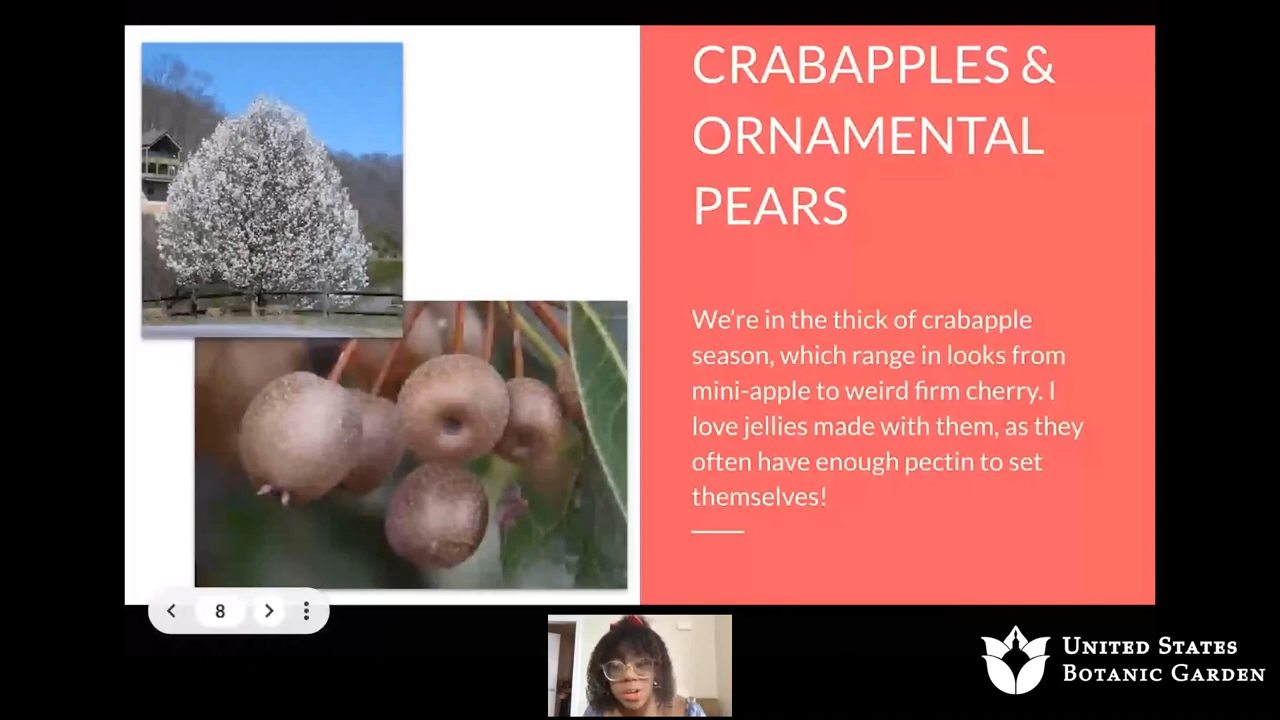 CRABAPPLES &
ORNAMENTAL
PEARS
We’re in the thick of crabapple
season, which range in looks from
mini-apple to weird firm cherry. I
love jellies made with them, as they
often have enough pectin to set
themselves!
8
UNITED STATES
BOTANIC GARDEN